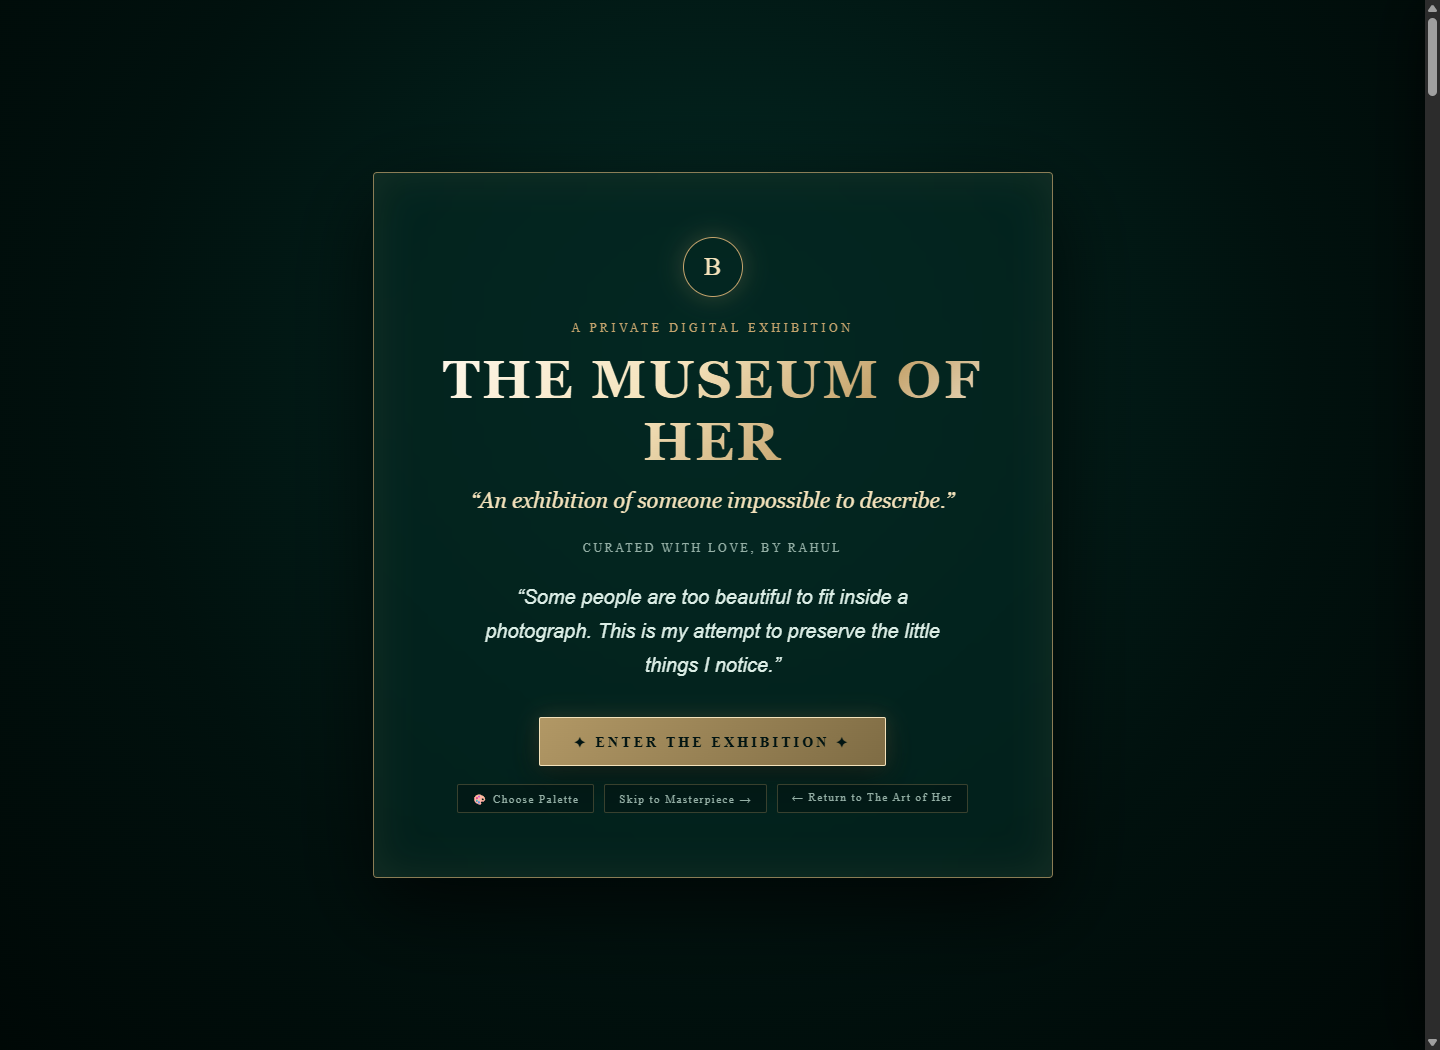 B
A PRIVATE DIGITAL EXHIBITION
THE MUSEUM OF
HER
“An exhibition of someone impossible to describe.”
CURATED WITH LOVE, BY RAHUL
“Some people are too beautiful to fit inside a
photograph. This is my attempt to preserve the little
things I notice.”
✦ ENTER THE EXHIBITION ✦
🎨 Choose Palette
Skip to Masterpiece →
← Return to The Art of Her